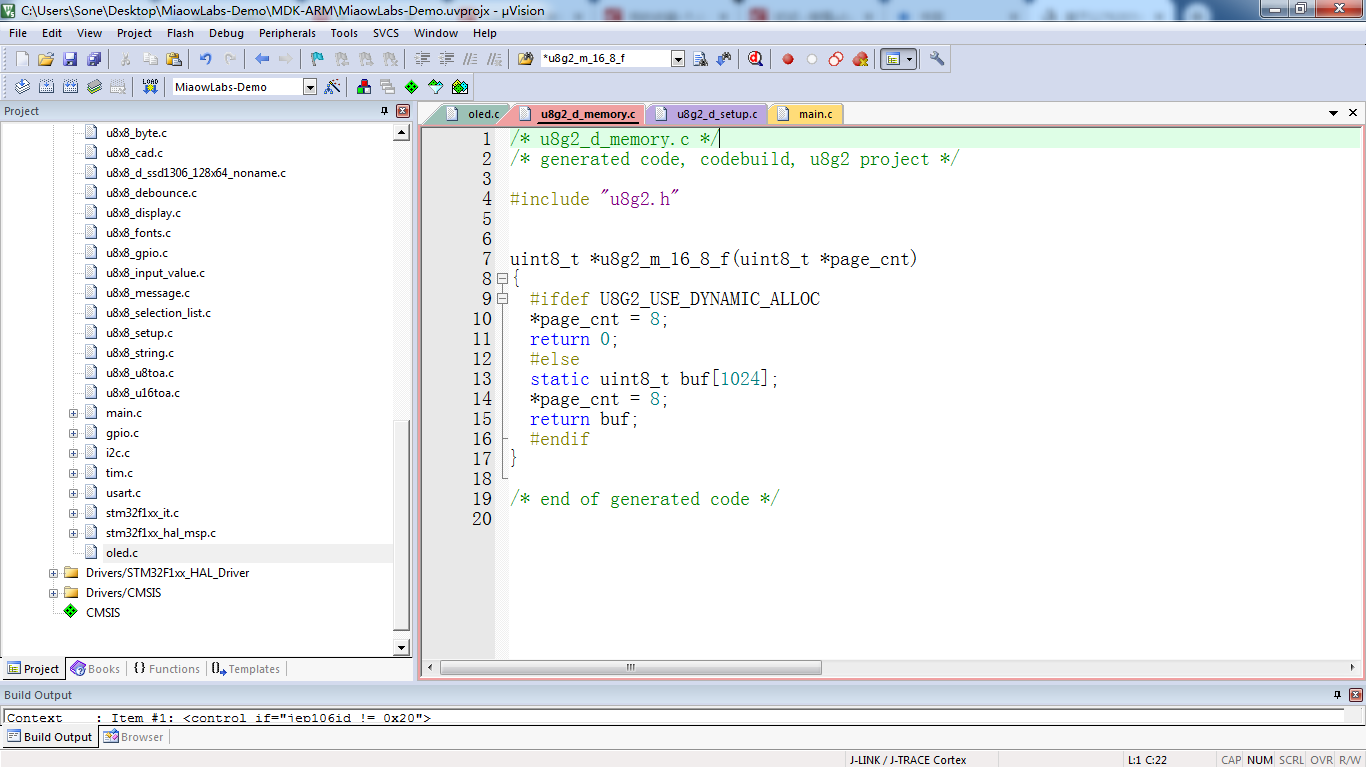 C:\Users\Sone\Desktop\MiaowLabs-Demo\MDK-ARM\MiaowLabs-Demo.uvprojx - µVision
File Edit View Project Flash Debug Peripherals Tools SVCS Window Help
*u8g2_m_16_8_f
LOAD MiaowLabs-Demo
Project
u8x8_byte.c
u8x8_cad.c
u8x8_d_ssd1306_128x64_noname.c
u8x8_debounce.c
u8x8_display.c
u8x8_fonts.c
u8x8_gpio.c
u8x8_input_value.c
u8x8_message.c
u8x8_selection_list.c
u8x8_setup.c
u8x8_string.c
u8x8_u8toa.c
u8x8_u16toa.c
main.c
gpio.c
i2c.c
tim.c
usart.c
stm32f1xx_it.c
stm32f1xx_hal_msp.c
oled.c
Drivers/STM32F1xx_HAL_Driver
Drivers/CMSIS
CMSIS
Project Books {} Functions Templates
oled.c u8g2_d_memory.c u8g2_d_setup.c main.c
1 /* u8g2_d_memory.c */
2 /* generated code, codebuild, u8g2 project */
3
4 #include "u8g2.h"
5
6
7 uint8_t *u8g2_m_16_8_f(uint8_t *page_cnt)
8 {
9 #ifdef U8G2_USE_DYNAMIC_ALLOC
10 *page_cnt = 8;
11 return 0;
12 #else
13 static uint8_t buf[1024];
14 *page_cnt = 8;
15 return buf;
16 #endif
17 }
18
19 /* end of generated code */
20
Build Output
Context : Item #1: <control if="jep106id != 0x20">
Build Output Browser
J-LINK / J-TRACE Cortex L:1 C:22 CAP NUM SCRL OVR R/W